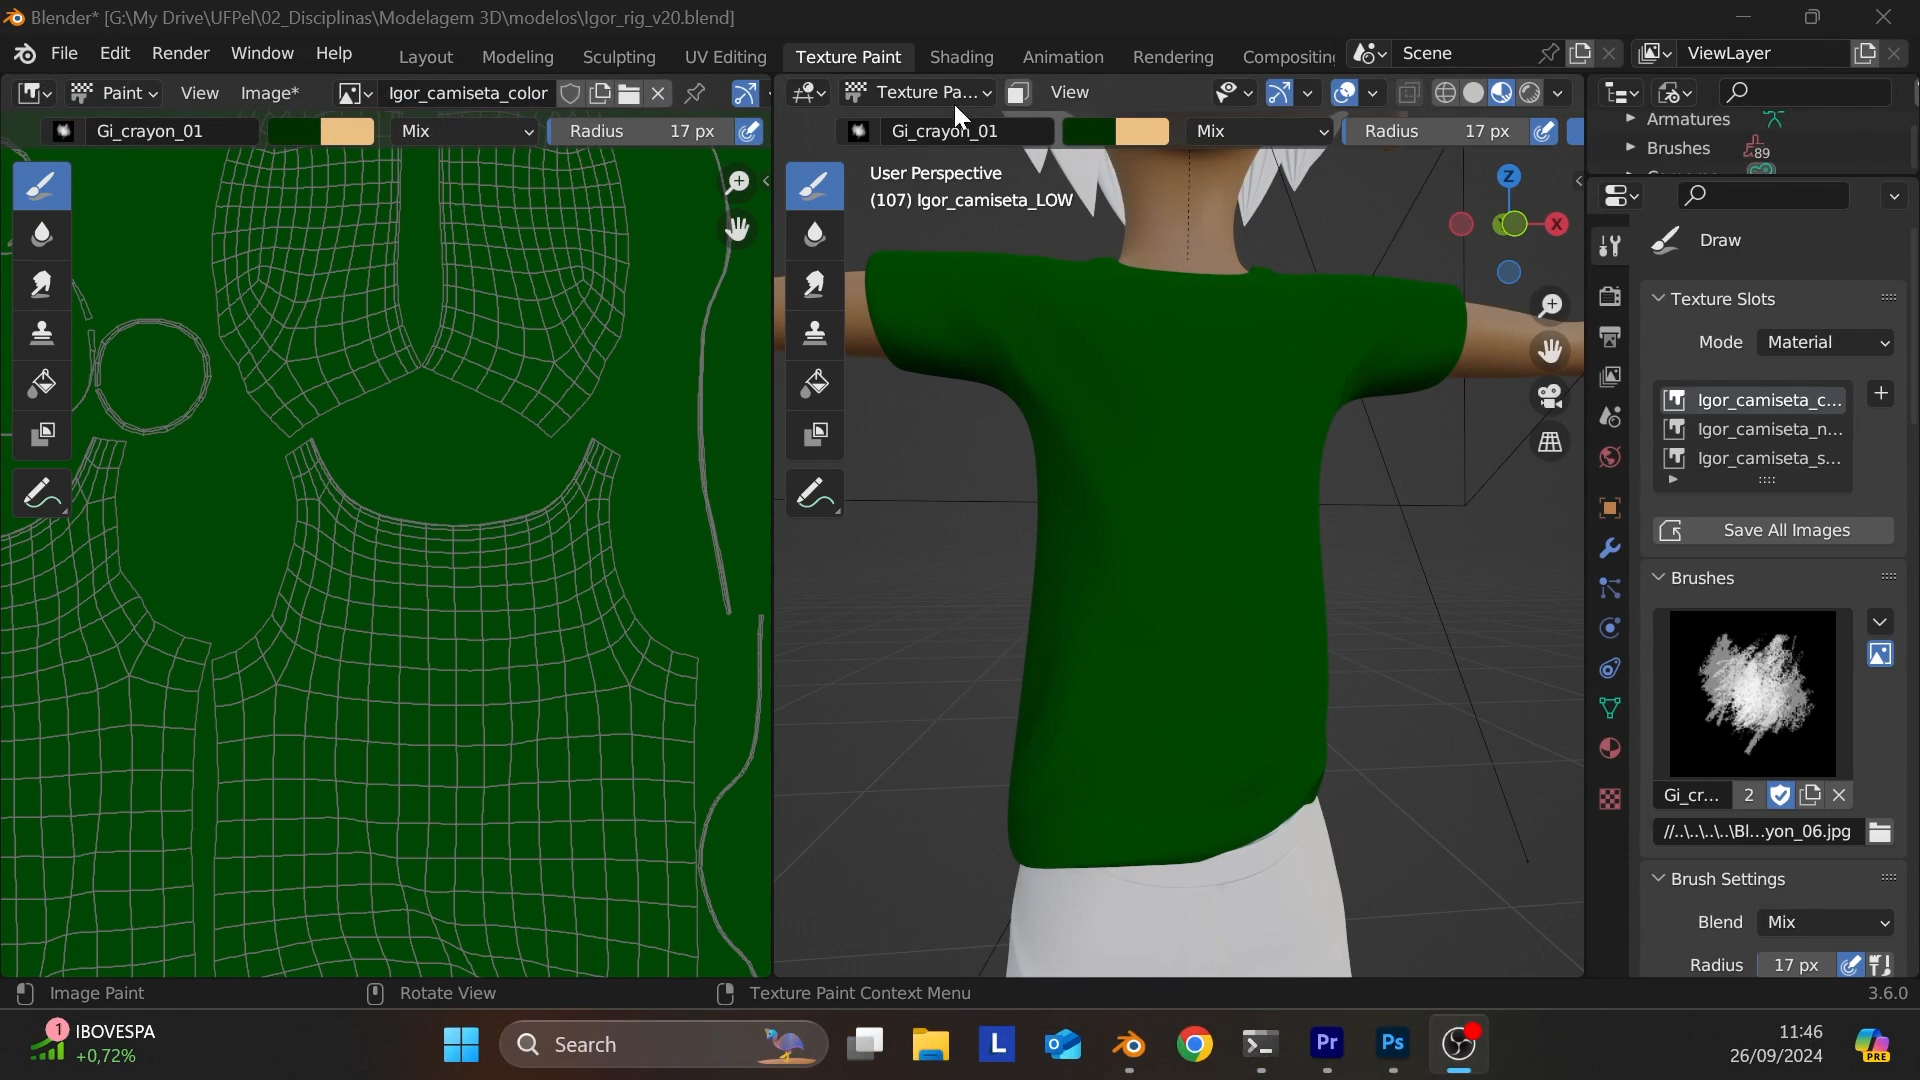 Blender* [G:\My Drive\UFPel\02_Disciplinas\Modelagem 3D\modelos\Igor_rig_v20.blend]
File Edit Render Window Help Layout Modeling Sculpting UV Editing Texture Paint Shading Animation Rendering Compositin Scene ViewLayer
Paint View Image* Igor_camiseta_color Texture Pa... View
Gi_crayon_01 Mix Radius 17 px Gi_crayon_01 Mix Radius 17 px
Armatures
Brushes 89
User Perspective
(107) Igor_camiseta_LOW
Z
X
Draw
Texture Slots
Mode Material
Igor_camiseta_c...
Igor_camiseta_n...
Igor_camiseta_s...
Save All Images
Brushes
Gi_cr... 2
//..\..\..\..\Bl...yon_06.jpg
Brush Settings
Blend Mix
Radius 17 px
Image Paint Rotate View Texture Paint Context Menu 3.6.0
1 IBOVESPA
+0,72%
Search
L
Pr
Ps
11:46
26/09/2024
PRE